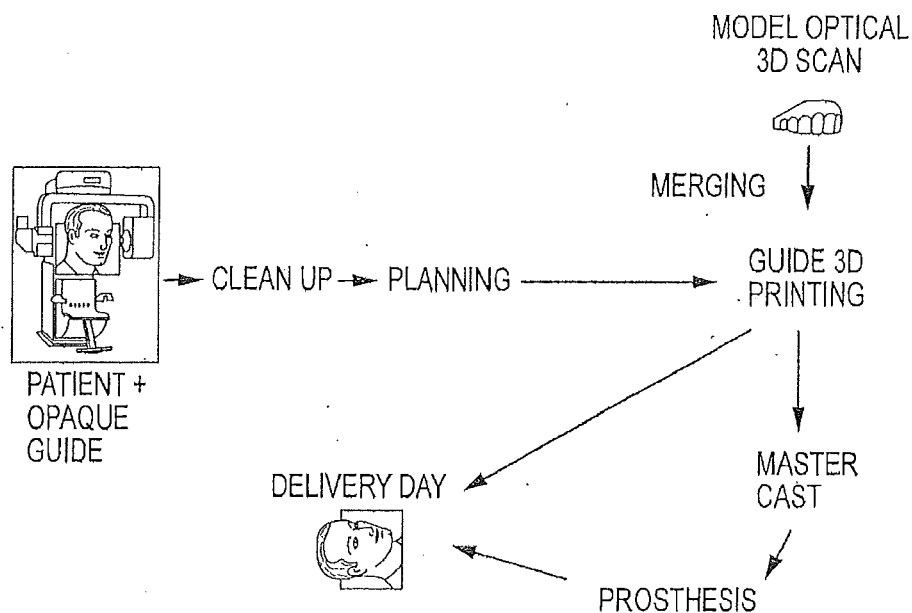 MODEL OPTICAL
3D SCAN
MERGING
CLEAN UP
PLANNING
GUIDE 3D
PRINTING
PATIENT +
OPAQUE
GUIDE
DELIVERY DAY
MASTER
CAST
PROSTHESIS